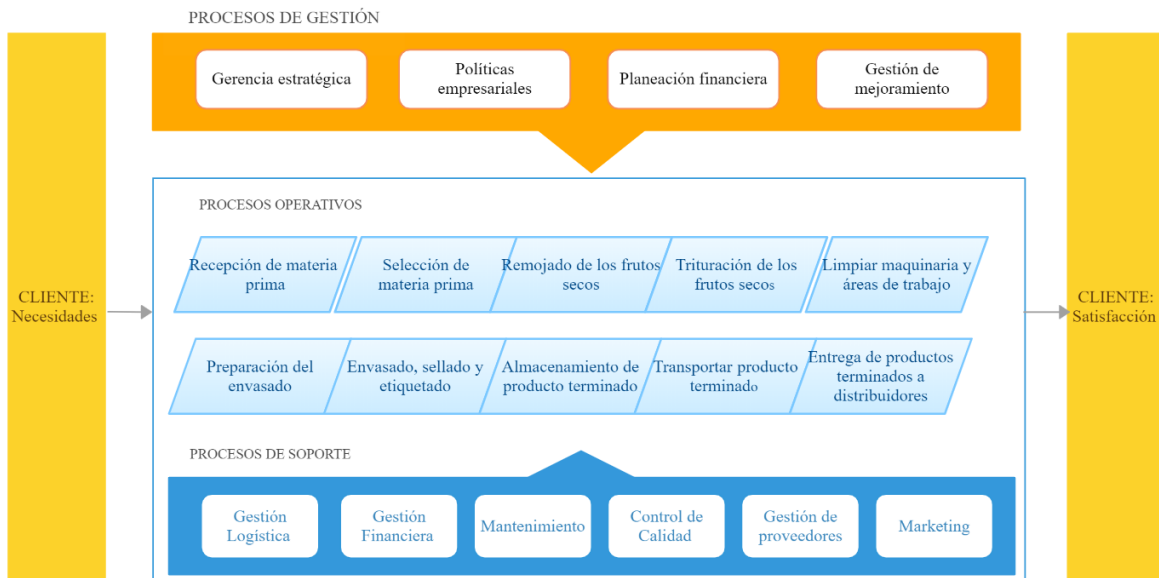 PROCESOS DE GESTIÓN
Gerencia estratégica
Políticas
empresariales
Planeación financiera
Gestión de
mejoramiento
CLIENTE:
Necesidades
PROCESOS OPERATIVOS
Recepción de materia
prima
Selección de
materia prima
Remojado de los frutos
secos
Trituración de los
frutos secos
Limpiar maquinaria y
áreas de trabajo
Preparación del
envasado
Envasado, sellado y
etiquetado
Almacenamiento de
producto terminado
Transportar producto
terminado
Entrega de productos
terminados a
distribuidores
PROCESOS DE SOPORTE
Gestión
Logística
Gestión
Financiera
Mantenimiento
Control de
Calidad
Gestión de
proveedores
Marketing
CLIENTE:
Satisfacción